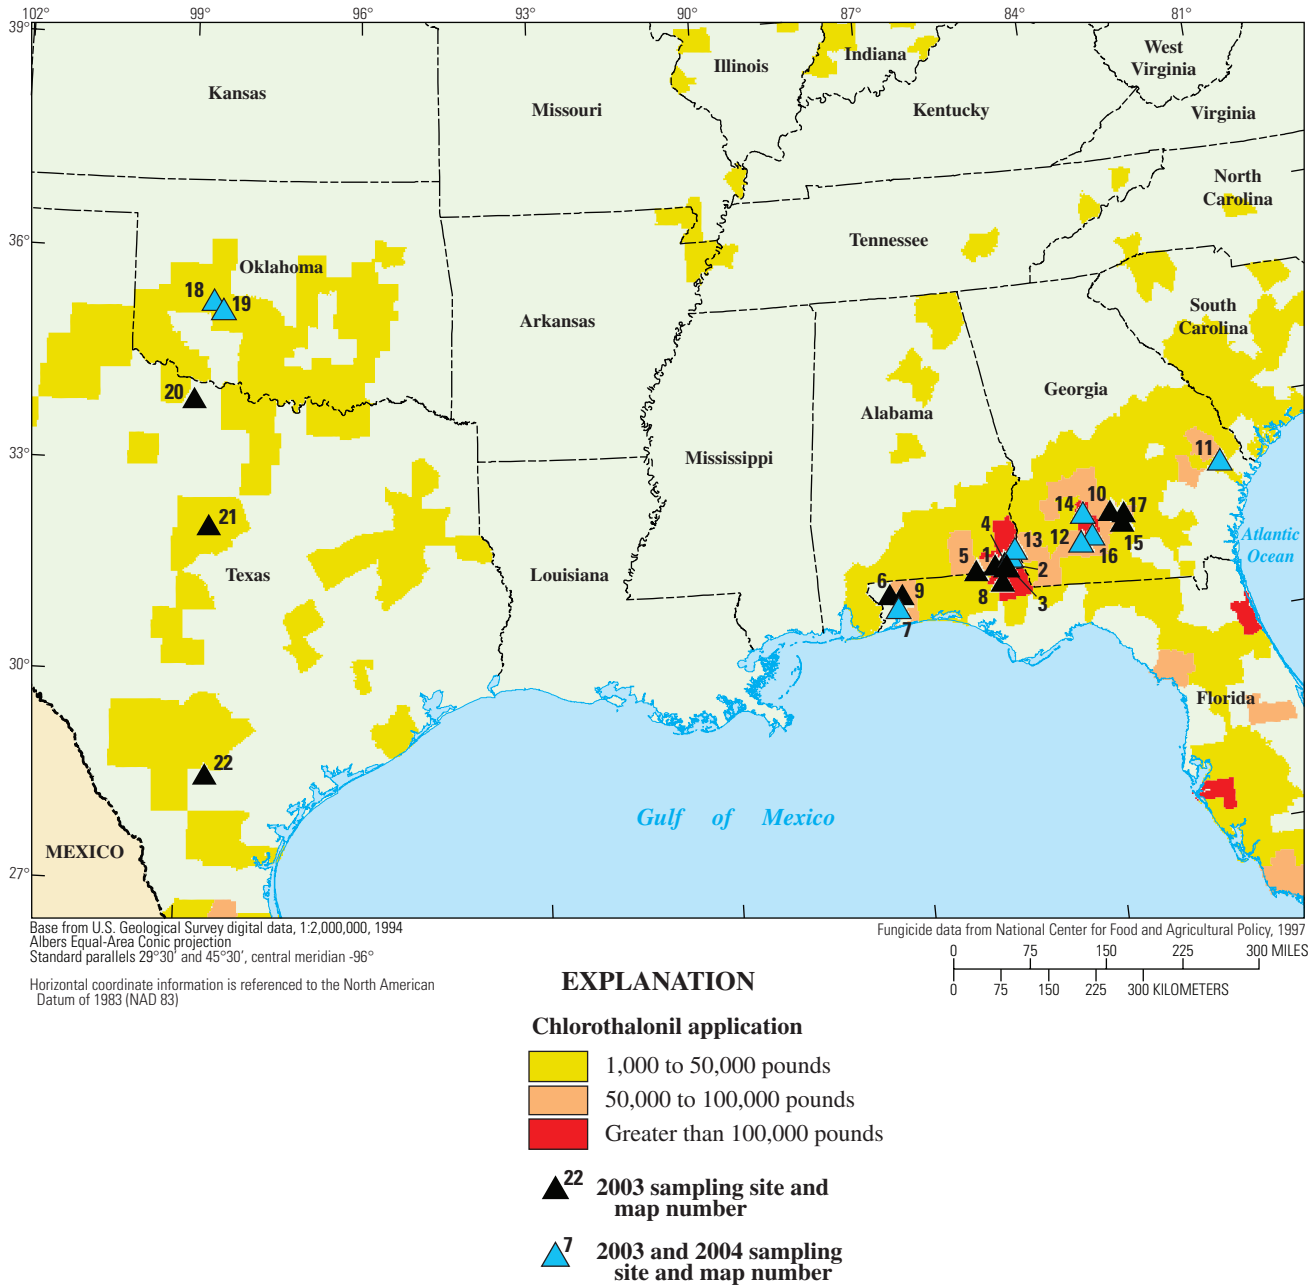 102° 99° 96° 93° 90° 87° 84° 81°
39°
36°
33°
30°
27°
Kansas
Missouri
Illinois
Indiana
West
Virginia
Kentucky
Virginia
North
Carolina
Tennessee
Oklahoma
18
19
Arkansas
South
Carolina
Georgia
20
Alabama
Mississippi
11
21
14
10
17
4
13
12
15
5
1
16
2
Atlantic
Ocean
Texas
Louisiana
6
9
8
3
7
Florida
22
Gulf of Mexico
MEXICO
Base from U.S. Geological Survey digital data, 1:2,000,000, 1994
Albers Equal-Area Conic projection
Standard parallels 29°30' and 45°30', central meridian -96°
Horizontal coordinate information is referenced to the North American
Datum of 1983 (NAD 83)
Fungicide data from National Center for Food and Agricultural Policy, 1997
0 75 150 225 300 MILES
0 75 150 225 300 KILOMETERS
EXPLANATION
Chlorothalonil application
1,000 to 50,000 pounds
50,000 to 100,000 pounds
Greater than 100,000 pounds
22 2003 sampling site and
map number
7 2003 and 2004 sampling
site and map number